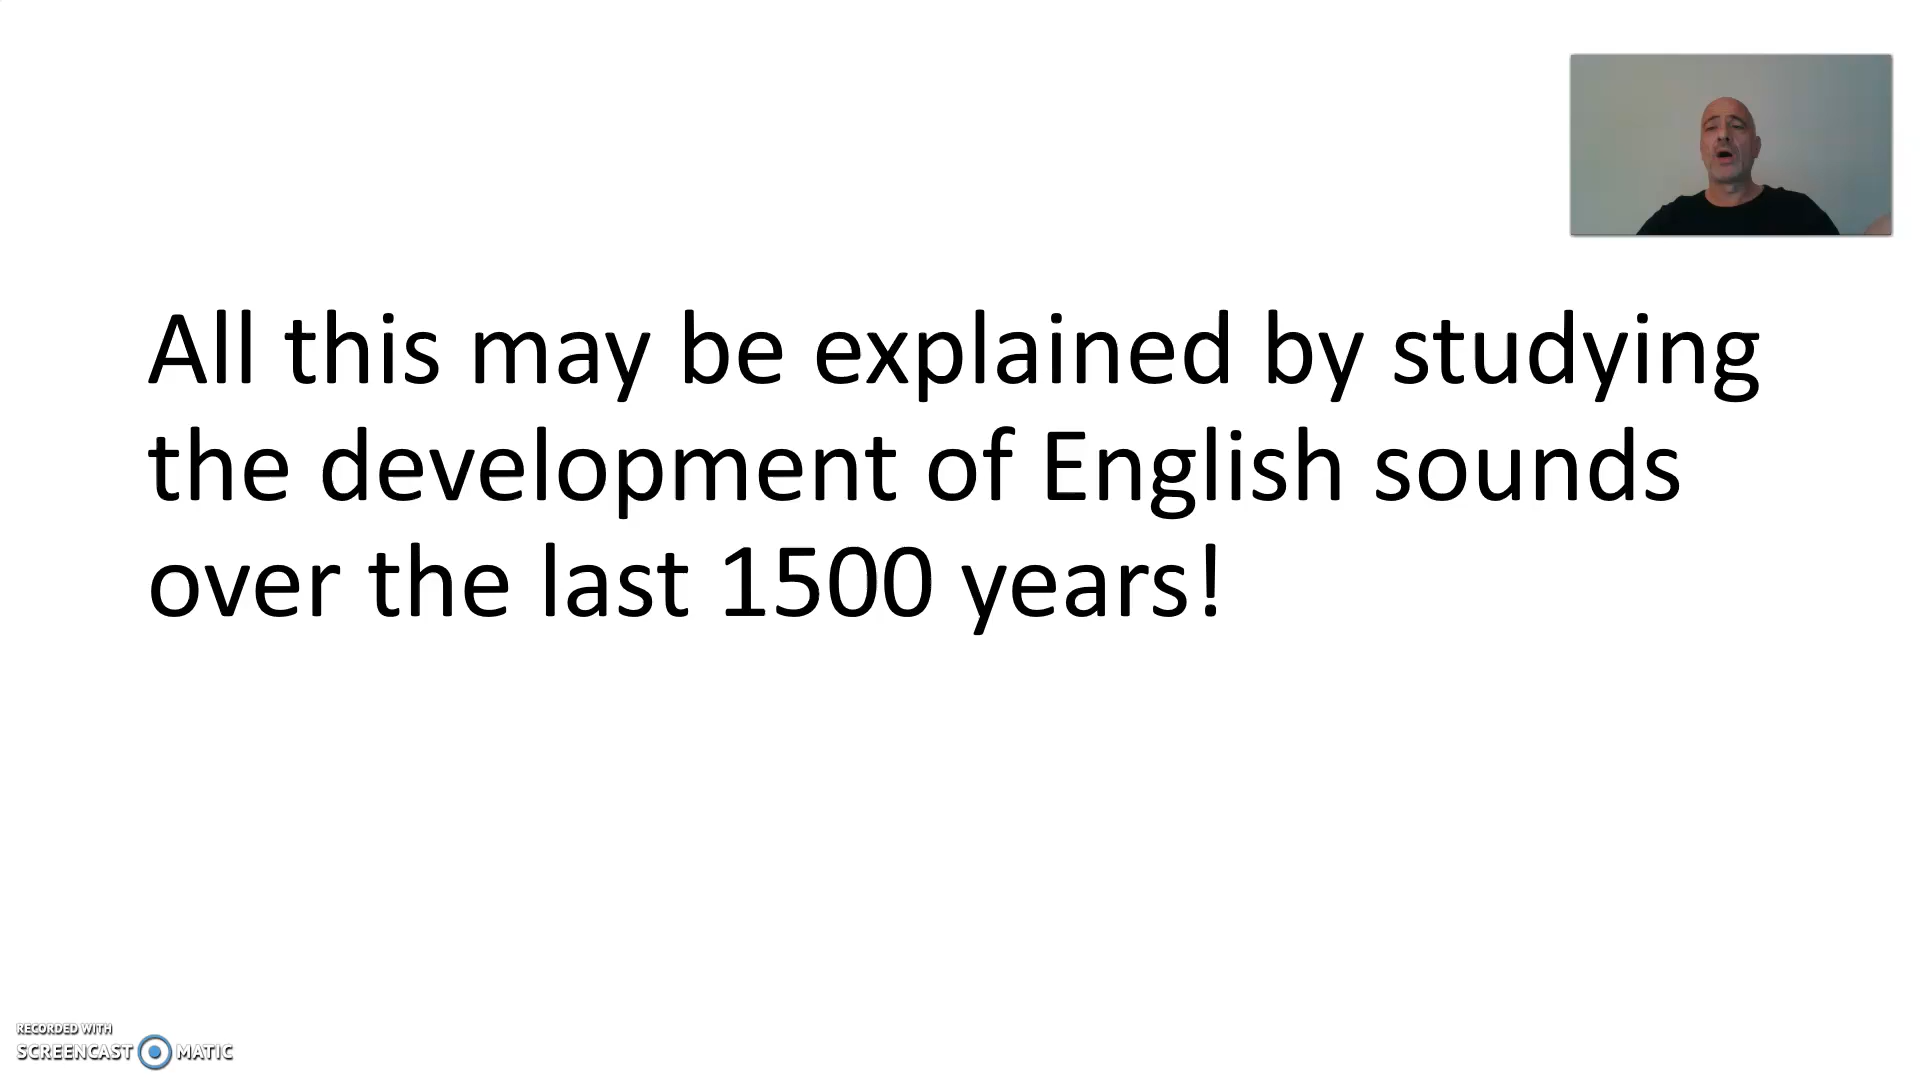 All this may be explained by studying
the development of English sounds
over the last 1500 years!
RECORDED WITH
SCREENCAST MATIC